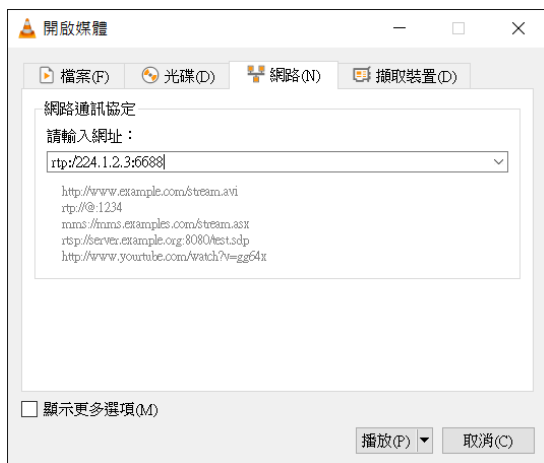 開啟媒體
檔案(F) 光碟(D) 網路(N) 擷取裝置(D)
網路通訊協定
請輸入網址：
rtp:/224.1.2.3:6688
http://www.example.com/stream.avi
rtp://@:1234
mms://mms.examples.com/stream.asx
rtsp://server.example.org:8080/test.sdp
http://www.yourtube.com/watch?v=gg64x
顯示更多選項(M)
播放(P) 取消(C)